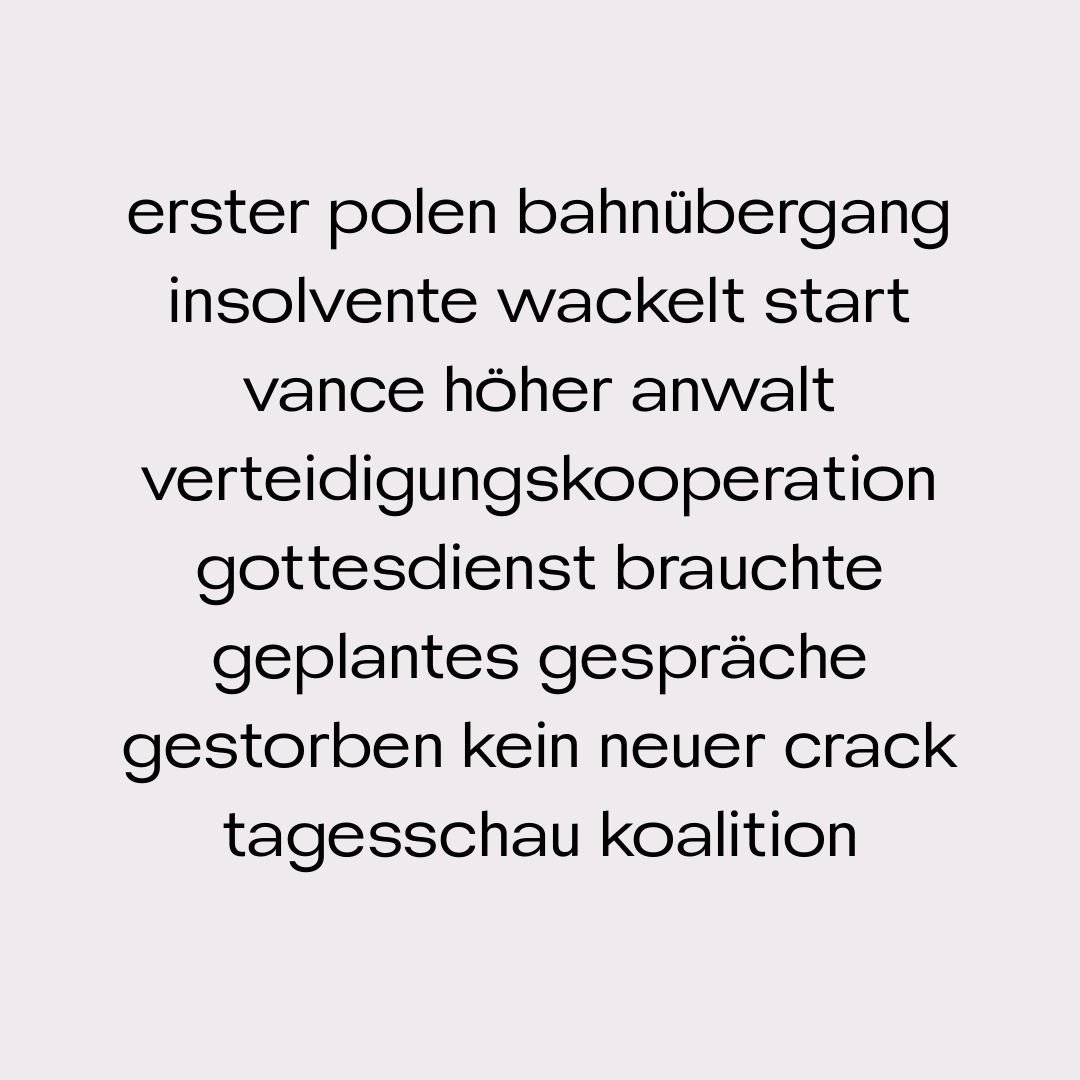 erster polen bahnübergang
insolvente wackelt start
vance höher anwalt
verteidigungskooperation
gottesdienst brauchte
geplantes gespräche
gestorben kein neuer crack
tagesschau koalition